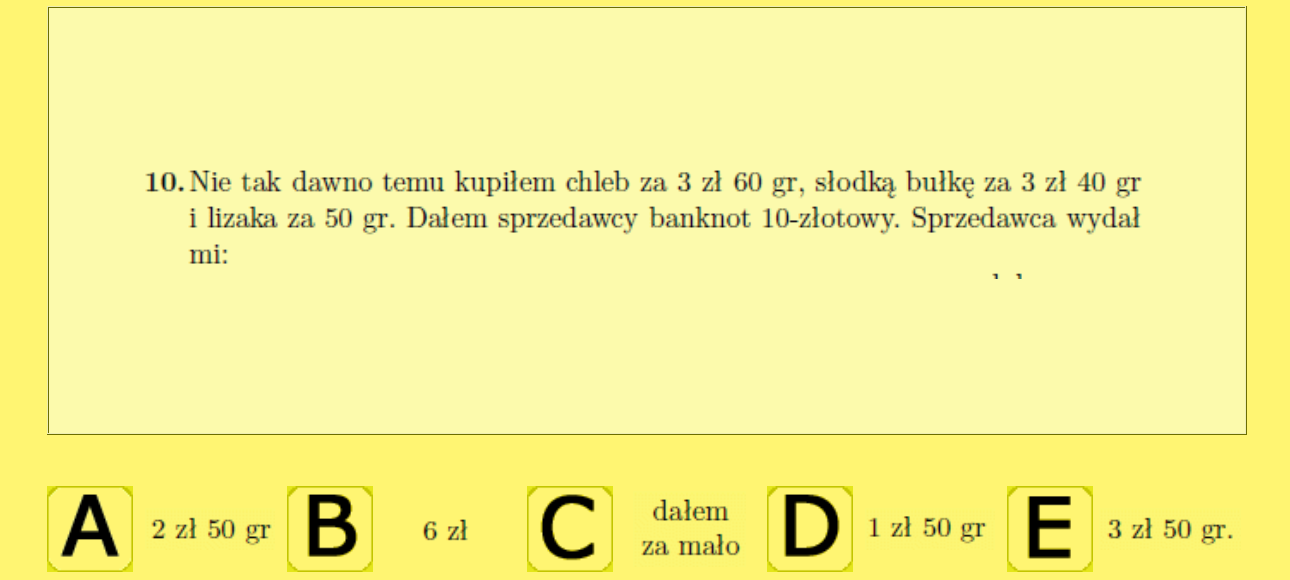 10. Nie tak dawno temu kupiłem chleb za 3 zł 60 gr, słodką bułkę za 3 zł 40 gr
i lizaka za 50 gr. Dałem sprzedawcy banknot 10-złotowy. Sprzedawca wydał
mi:
A 2 zł 50 gr
B 6 zł
C dałem
za mało
D 1 zł 50 gr
E 3 zł 50 gr.